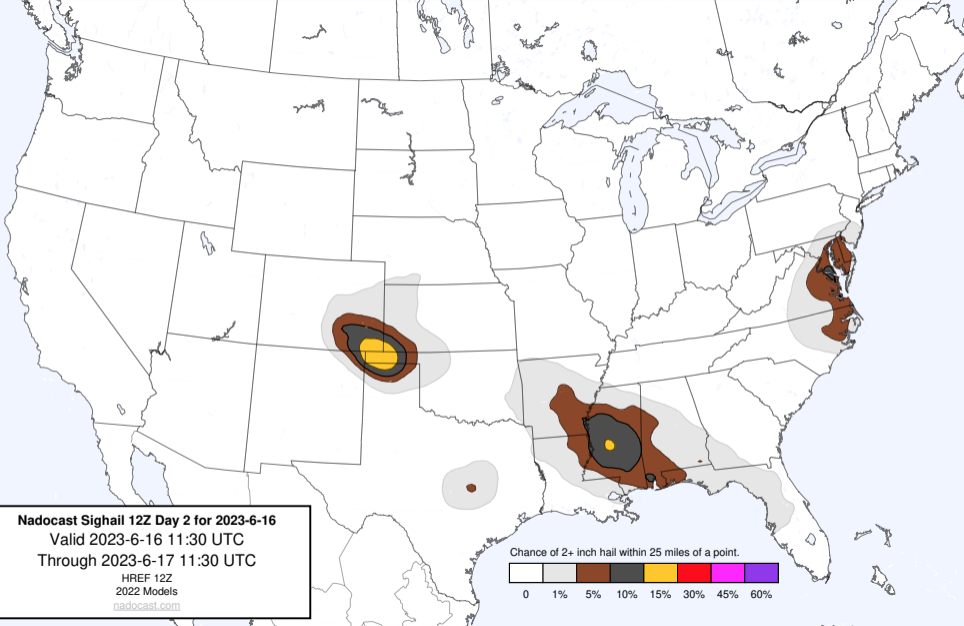 Nadocast Sighail 12Z Day 2 for 2023-6-16
Valid 2023-6-16 11:30 UTC
Through 2023-6-17 11:30 UTC
HREF 12Z
2022 Models
nadocast.com
Chance of 2+ inch hail within 25 miles of a point.
0 1% 5% 10% 15% 30% 45% 60%